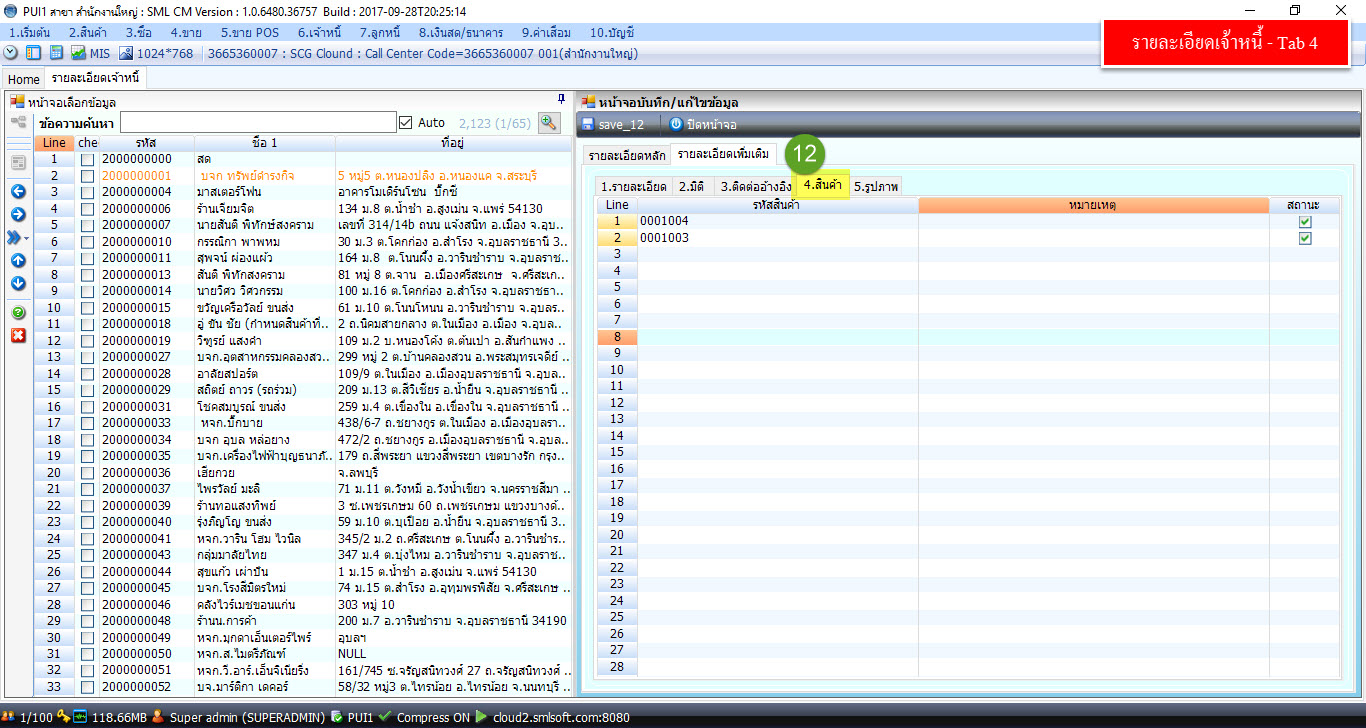 PUI1 สาขา สำนักงานใหญ่ : SML CM Version : 1.0.6480.36757 Build : 2017-09-28T20:25:14
1.เริ่มต้น 2.สินค้า 3.ซื้อ 4.ขาย 5.ขาย POS 6.เจ้าหนี้ 7.ลูกหนี้ 8.เงินสด/ธนาคาร 9.ค่าเสื่อม 10.บัญชี
รายละเอียดเจ้าหนี้ - Tab 4
MIS 1024*768 3665360007 : SCG Clound : Call Center Code=3665360007 001(สำนักงานใหญ่)
Home รายละเอียดเจ้าหนี้
หน้าจอเลือกข้อมูล
ข้อความค้นหา Auto 2,123 (1/65)
Line che รหัส ชื่อ 1 ที่อยู่
1 2000000000 สด
2 2000000001 บจก ทรัพย์ดำรงกิจ 5 หมู่5 ต.หนองปลิง อ.หนองแค จ.สระบุรี
3 2000000004 มาสเตอร์โฟน อาคารโมเดิร์นโซน บิ๊กซี
4 2000000006 ร้านเจียมจิต 134 ม.8 ต.น้ำชำ อ.สูงเม่น จ.แพร่ 54130
5 2000000007 นายสันติ พิทักษ์สงคราม เลขที่ 314/14b ถนน แจ้งสนิท อ.เมือง จ.อุบ..
6 2000000010 กรรณิกา พาพหม 30 ม.3 ต.โคกก่อง อ.สำโรง จ.อุบลราชธานี 3..
7 2000000011 สุพจน์ ผ่องแผ้ว 164 ม.8 ต.โนนผึ้ง อ.วารินชำราบ จ.อุบลราช..
8 2000000013 สันติ พิทักสงคราม 81 หมู่ 8 ต.จาน อ.เมืองศรีสะเกษ จ.ศรีสะเก..
9 2000000014 นายวิศว วิศวกรรม 100 ม.16 ต.โคกก่อง อ.สำโรง จ.อุบลราชธา..
10 2000000015 ขวัญเครือวัลย์ ขนส่ง 61 ม.10 ต.โนนโหนน อ.วารินชำราบ จ.อุบลร..
11 2000000018 อู่ ขัน ชัย (กำหนดสินค้าที่.. 2 ถ.นิคมสายกลาง ต.ในเมือง อ.เมือง จ.อุบล..
12 2000000019 วิฑูรย์ แสงคำ 109 ม.2 บ.หนองโค้ง ต.ต้นเปา อ.สันกำแพง ..
13 2000000027 บจก.อุตสาหกรรมคลองสว.. 299 หมู่ 2 ต.บ้านคลองสวน อ.พระสมุทรเจดีย์ ..
14 2000000028 อาลัยสปอร์ต 109/9 ต.ในเมือง อ.เมืองอุบลราชธานี จ.อุบล..
15 2000000029 สถิตย์ ถาวร (รถร่วม) 209 ม.13 ต.สีวิเชียร อ.น้ำยืน จ.อุบลราชธานี ..
16 2000000031 โชคสมบูรณ์ ขนส่ง 259 ม.4 ต.เขื่องใน อ.เขื่องใน จ.อุบลราชธานี ..
17 2000000033 หจก.บิ๊กบาย 438/6-7 ถ.ชยางกูร ต.ในเมือง อ.เมืองอุบลรา..
18 2000000034 บจก อุบล หล่อยาง 472/2 ถ.ชยางกูร อ.เมืองอุบลราชธานี จ.อุบล..
19 2000000035 บจก.เครื่องไฟฟ้าบุญธนาภั.. 179 ถ.สี่พระยา แขวงสี่พระยา เขตบางรัก กรุง..
20 2000000036 เฮียกวย จ.ลพบุรี
21 2000000037 ไพรวัลย์ มะลิ 71 ม.11 ต.วังหมี อ.วังน้ำเขียว จ.นครราชสีมา ..
22 2000000039 ร้านทอแสงทิพย์ 3 ซ.เพชรเกษม 60 ถ.เพชรเกษม แขวงบางด้..
23 2000000040 รุ่งภิญโญ ขนส่ง 59 ม.10 ต.บุเปือย อ.น้ำยืน จ.อุบลราชธานี 3..
24 2000000041 หจก.วาริน โฮม ไวนิล 345/2 ม.2 ถ.ศรีสะเกษ ต.โนนผึ้ง อ.วารินชำร..
25 2000000043 กลุ่มมาลัยไทย 347 ม.4 ต.บุ่งไหม อ.วารินชำราบ จ.อุบลราช..
26 2000000044 สุขแก้ว เผ่าปัน 1 ม.15 ต.น้ำชำ อ.สูงเม่น จ.แพร่ 54130
27 2000000045 บจก.โรงสีมิตรใหม่ 74 ม.15 ต.สำโรง อ.อุทุมพรพิสัย จ.ศรีสะเกษ ..
28 2000000046 คลังไวร์เมชขอนแก่น 303 หมู่ 10
29 2000000048 ร้านน.การค้า 200 ม.7 อ.วารินชำราบ จ.อุบลราชธานี 34190
30 2000000049 หจก.มุกดาเอ็นเตอร์ไพร์ อุบลฯ
31 2000000050 หจก.ส.ไมตรีภัณฑ์ NULL
32 2000000051 หจก.วี.อาร์.เอ็นจิเนียริ่ง 161/745 ซ.จรัญสนิทวงศ์ 27 ถ.จรัญสนิทวงศ์ ..
33 2000000052 บจ.มาร์ติกา เดคอร์ 58/32 หมู่3 ต.ไทรน้อย อ.ไทรน้อย จ.นนทบุรี ..
หน้าจอบันทึก/แก้ไขข้อมูล
save_12 ปิดหน้าจอ
รายละเอียดหลัก รายละเอียดเพิ่มเติม 12
1.รายละเอียด 2.มิติ 3.ติดต่ออ้างอิง 4.สินค้า 5.รูปภาพ
Line รหัสสินค้า หมายเหตุ สถานะ
1 0001004
2 0001003
3
4
5
6
7
8
9
10
11
12
13
14
15
16
17
18
19
20
21
22
23
24
25
26
27
28
1/100 118.66MB Super admin (SUPERADMIN) PUI1 Compress ON cloud2.smlsoft.com:8080